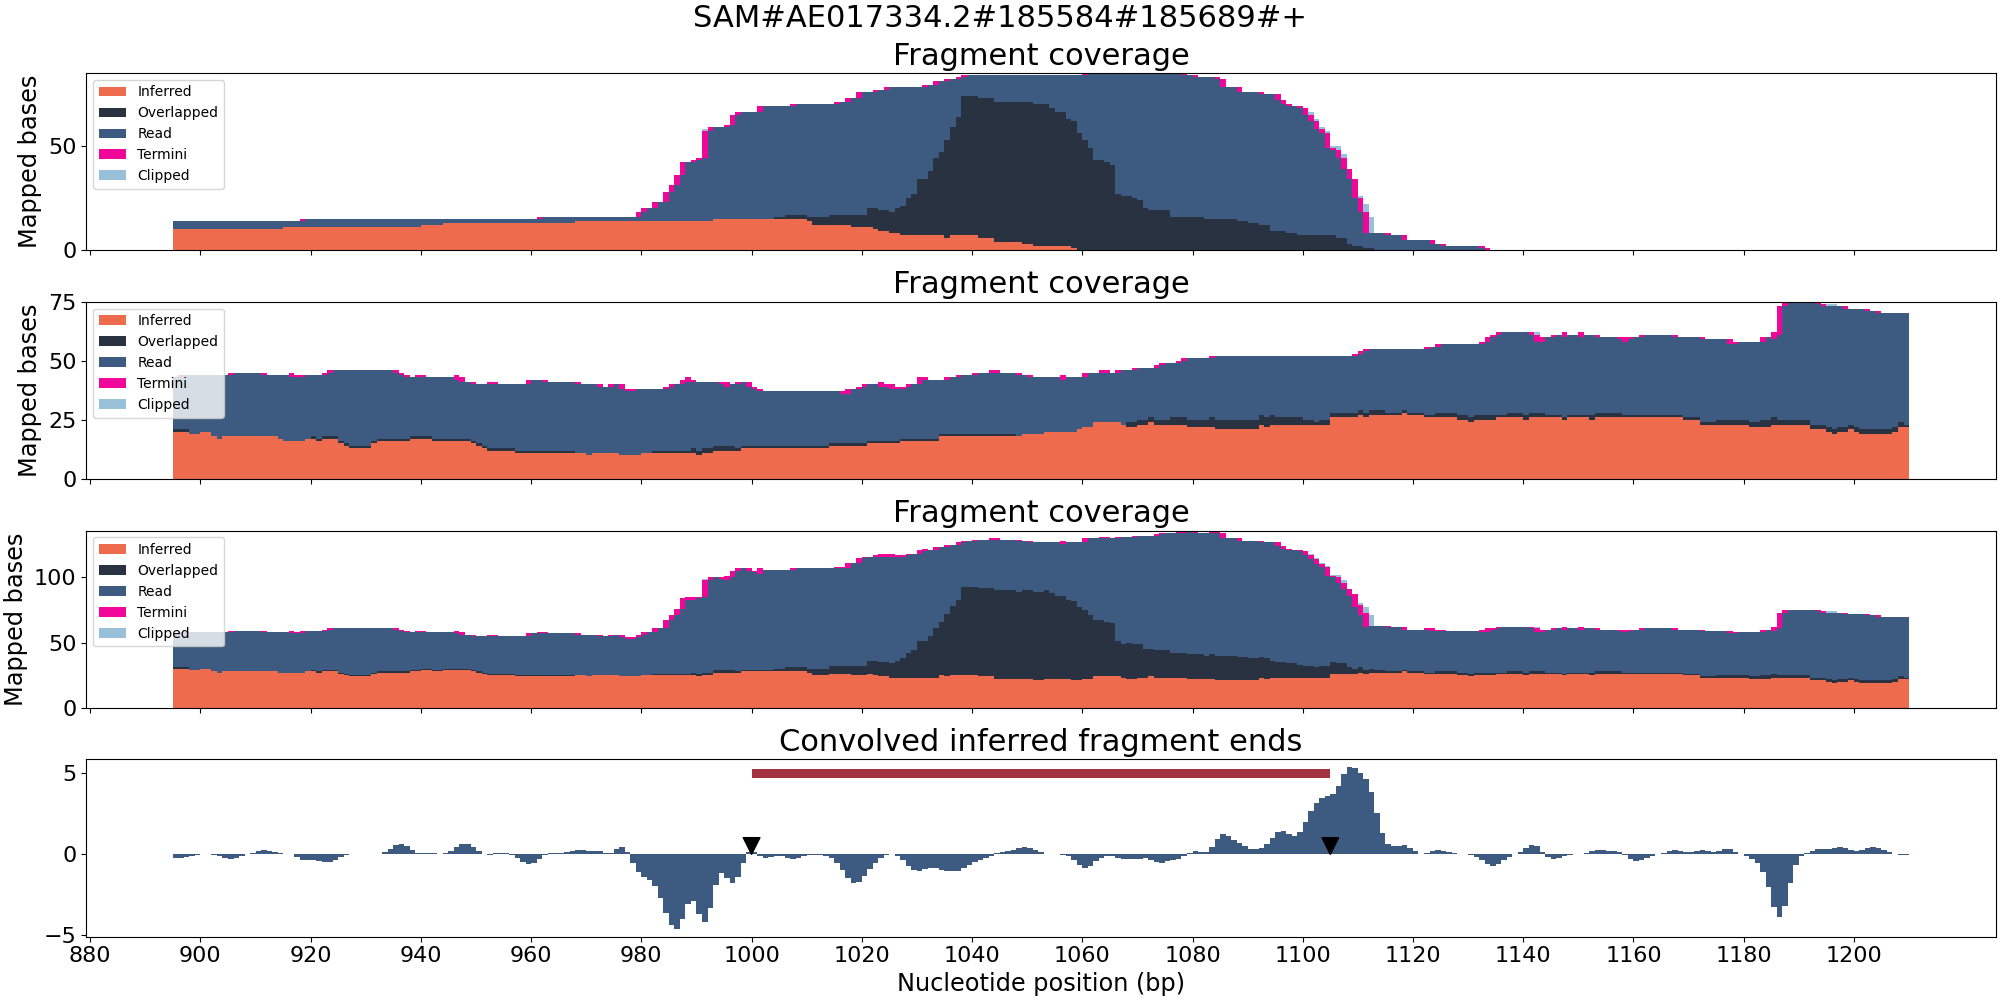 SAM#AE017334.2#185584#185689#+
Fragment coverage
Mapped bases
50
0
Inferred
Overlapped
Read
Termini
Clipped
Fragment coverage
Mapped bases
75
50
25
0
Inferred
Overlapped
Read
Termini
Clipped
Fragment coverage
Mapped bases
100
50
0
Inferred
Overlapped
Read
Termini
Clipped
Convolved inferred fragment ends
5
0
−5
880 900 920 940 960 980 1000 1020 1040 1060 1080 1100 1120 1140 1160 1180 1200
Nucleotide position (bp)